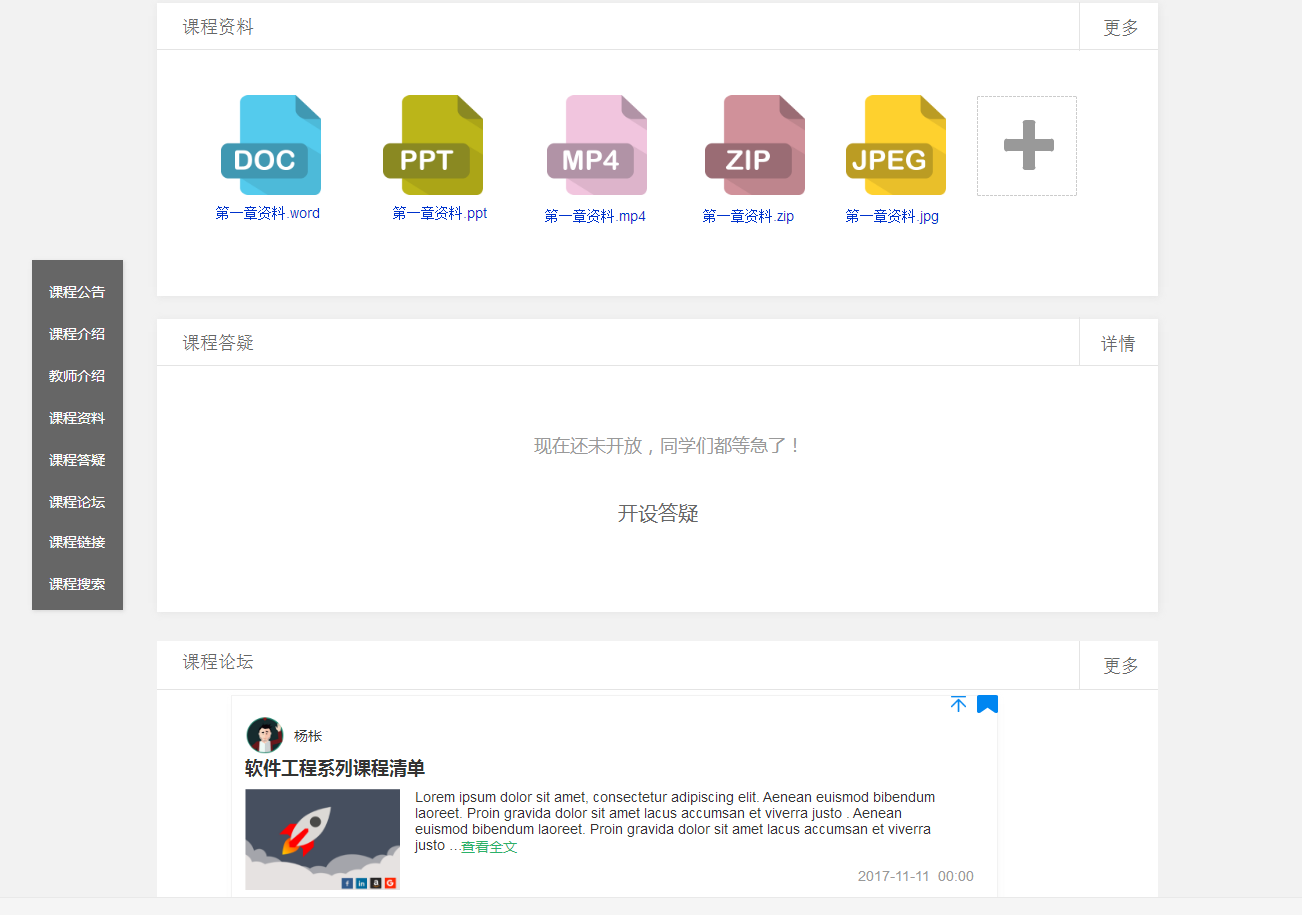 课程资料
更多
DOC
PPT
MP4
ZIP
JPEG
第一章资料.word
第一章资料.ppt
第一章资料.mp4
第一章资料.zip
第一章资料.jpg
课程公告
课程介绍
教师介绍
课程资料
课程答疑
课程论坛
课程链接
课程搜索
课程答疑
详情
现在还未开放，同学们都等急了！
开设答疑
课程论坛
更多
杨枨
软件工程系列课程清单
Lorem ipsum dolor sit amet, consectetur adipiscing elit. Aenean euismod bibendum
laoreet. Proin gravida dolor sit amet lacus accumsan et viverra justo . Aenean
euismod bibendum laoreet. Proin gravida dolor sit amet lacus accumsan et viverra
justo ...查看全文
2017-11-11 00:00